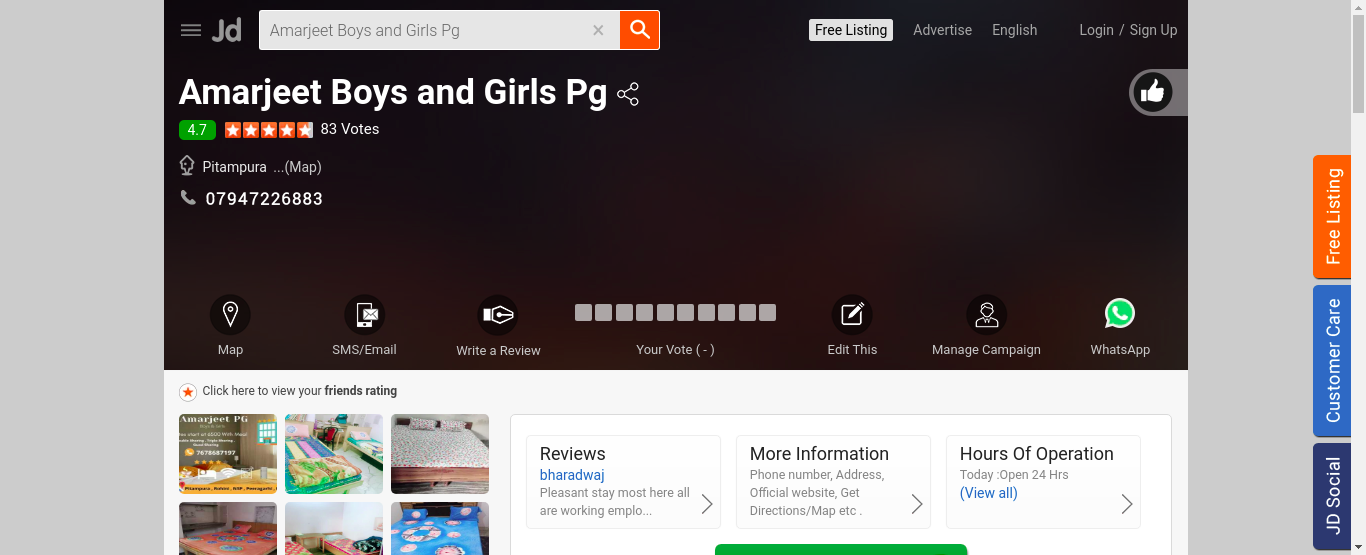 Jd
Amarjeet Boys and Girls Pg
Free Listing
Advertise
English
Login / Sign Up
Amarjeet Boys and Girls Pg
4.7
83 Votes
Pitampura ...(Map)
07947226883
Map
SMS/Email
Write a Review
Your Vote ( - )
Edit This
Manage Campaign
WhatsApp
Free Listing
Customer Care
JD Social
Click here to view your friends rating
Amarjeet PG
7678687197
Reviews
bharadwaj
Pleasant stay most here all
are working emplo...
More Information
Phone number, Address,
Official website, Get
Directions/Map etc .
Hours Of Operation
Today :Open 24 Hrs
(View all)